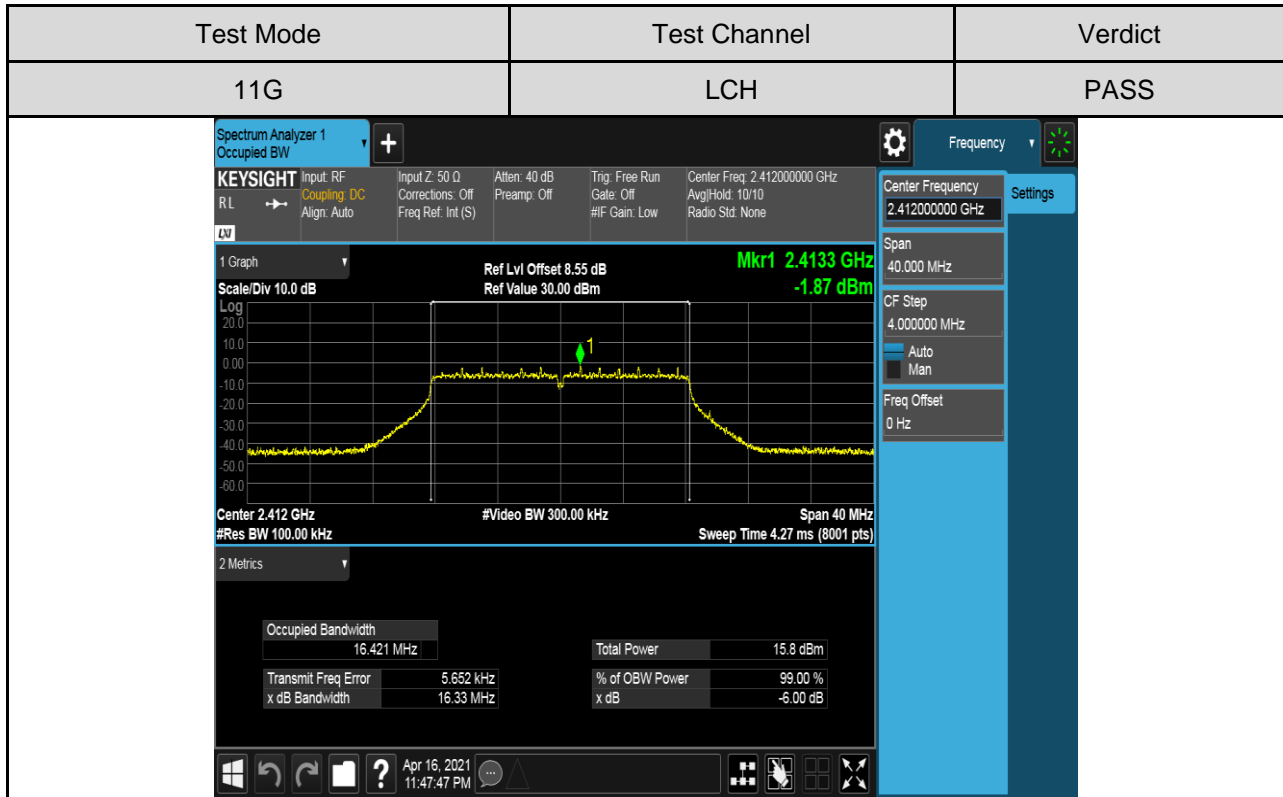 Test Mode Test Channel Verdict
11G LCH PASS
Spectrum Analyzer 1
Occupied BW
+
Frequency
KEYSIGHT Input: RF Input Z: 50 Ω Atten: 40 dB Trig: Free Run Center Freq: 2.412000000 GHz
RL Coupling: DC Corrections: Off Preamp: Off Gate: Off Avg|Hold: 10/10
Align: Auto Freq Ref: Int (S) #IF Gain: Low Radio Std: None
LXI
Center Frequency
2.412000000 GHz
Settings
Span
40.000 MHz
CF Step
4.000000 MHz
Auto
Man
Freq Offset
0 Hz
1 Graph
Ref Lvl Offset 8.55 dB
Mkr1 2.4133 GHz
Scale/Div 10.0 dB
Ref Value 30.00 dBm
-1.87 dBm
Log
20.0
10.0
0.00
-10.0
-20.0
-30.0
-40.0
-50.0
-60.0
1
Center 2.412 GHz #Video BW 300.00 kHz Span 40 MHz
#Res BW 100.00 kHz Sweep Time 4.27 ms (8001 pts)
2 Metrics
Occupied Bandwidth
16.421 MHz
Total Power 15.8 dBm
Transmit Freq Error 5.652 kHz % of OBW Power 99.00 %
x dB Bandwidth 16.33 MHz x dB -6.00 dB
?
Apr 16, 2021
11:47:47 PM